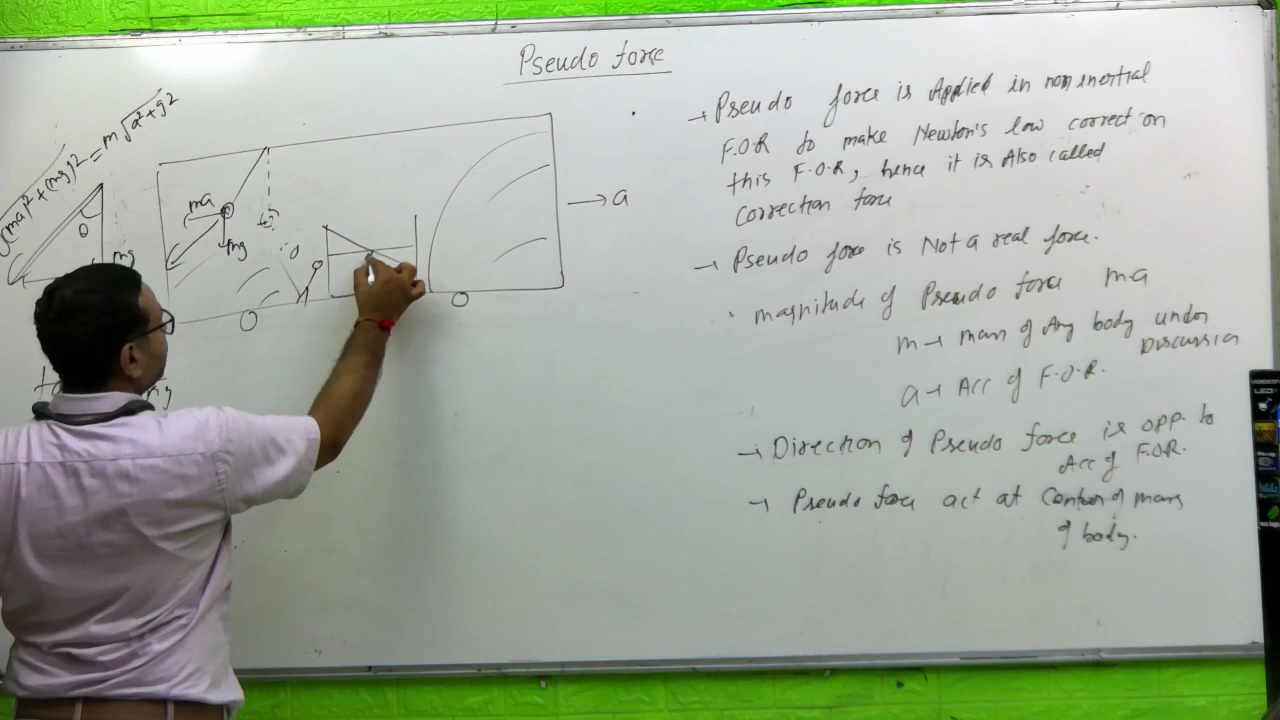 Pseudo force
√(ma)²+(mg)² = m√a²+g²
θ
mg
ma
mg
θ
→ a
→ Pseudo force is Applied in non inertial
F.O.R to make Newton's low correct on
this F.O.R, hence it is Also called
correction force
→ Pseudo force is Not a real force.
magnitude of Pseudo force ma
m → mass of Any body under
Discussion
a → Acc of F.O.R.
→ Direction of Pseudo force is opp. to
Acc of F.O.R.
→ Pseudo force act at Center of mass
of body.